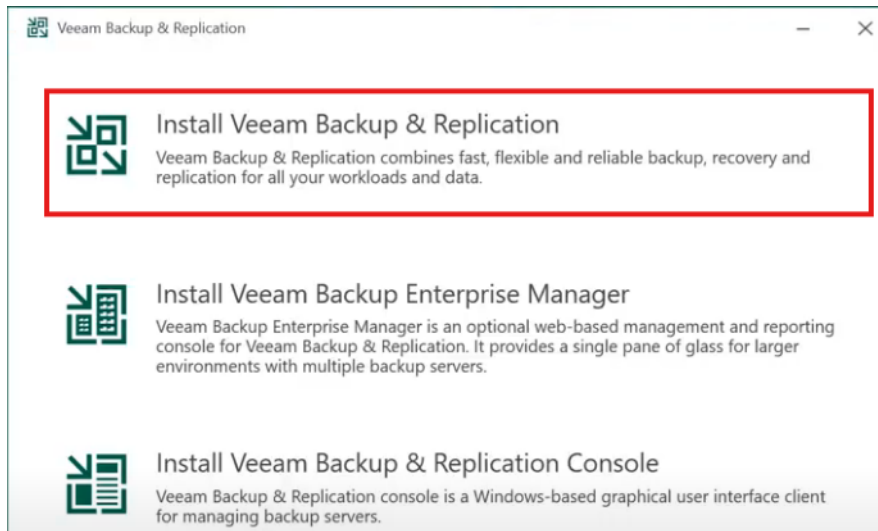 Veeam Backup & Replication
Install Veeam Backup & Replication
Veeam Backup & Replication combines fast, flexible and reliable backup, recovery and
replication for all your workloads and data.
Install Veeam Backup Enterprise Manager
Veeam Backup Enterprise Manager is an optional web-based management and reporting
console for Veeam Backup & Replication. It provides a single pane of glass for larger
environments with multiple backup servers.
Install Veeam Backup & Replication Console
Veeam Backup & Replication console is a Windows-based graphical user interface client
for managing backup servers.